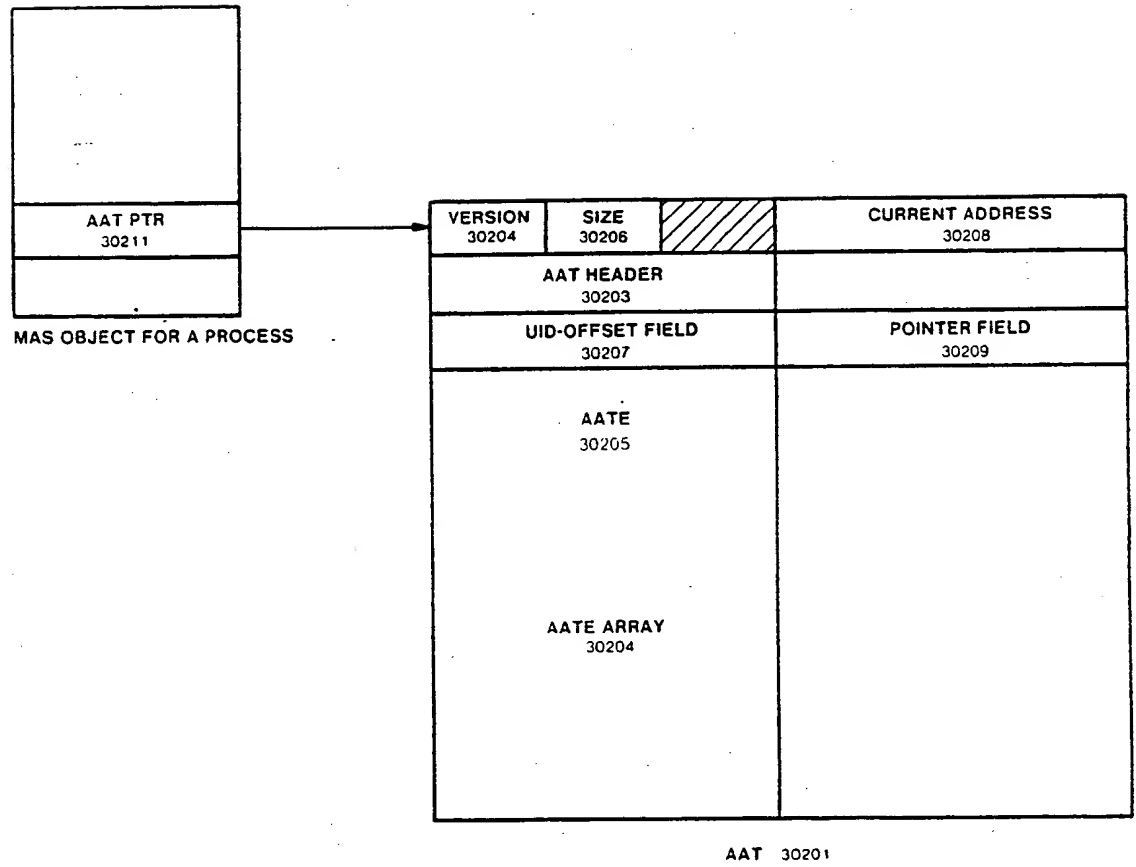 AAT PTR
30211
MAS OBJECT FOR A PROCESS
VERSION
30204
SIZE
30206
CURRENT ADDRESS
30208
AAT HEADER
30203
UID-OFFSET FIELD
30207
POINTER FIELD
30209
AATE
30205
AATE ARRAY
30204
AAT 30201